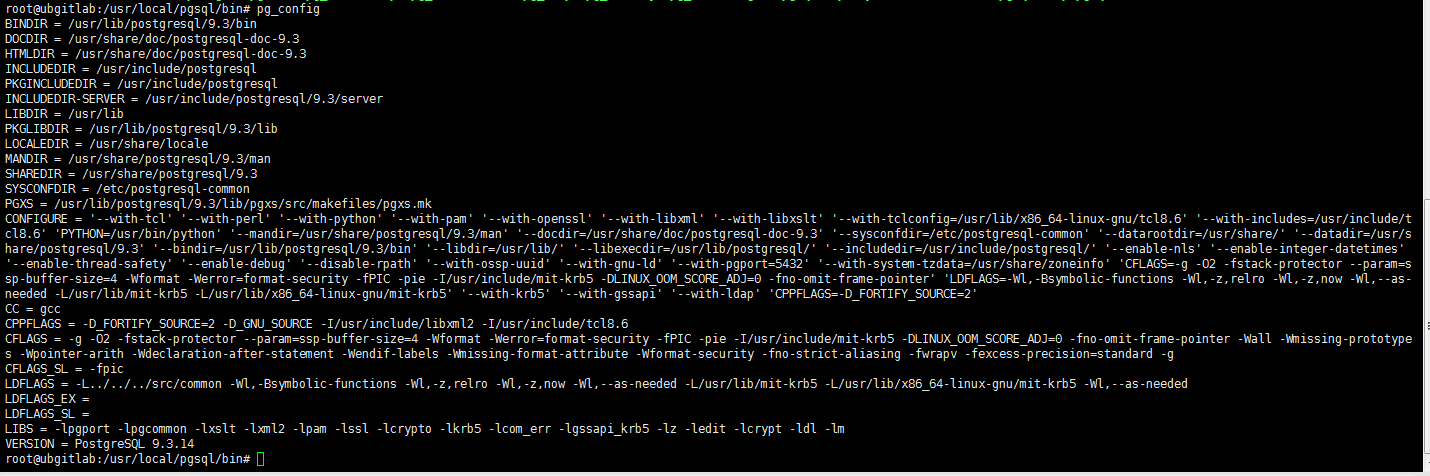 root@ubgitlab:/usr/local/pgsql/bin# pg_config
BINDIR = /usr/lib/postgresql/9.3/bin
DOCDIR = /usr/share/doc/postgresql-doc-9.3
HTMLDIR = /usr/share/doc/postgresql-doc-9.3
INCLUDEDIR = /usr/include/postgresql
PKGINCLUDEDIR = /usr/include/postgresql
INCLUDEDIR-SERVER = /usr/include/postgresql/9.3/server
LIBDIR = /usr/lib
PKGLIBDIR = /usr/lib/postgresql/9.3/lib
LOCALEDIR = /usr/share/locale
MANDIR = /usr/share/postgresql/9.3/man
SHAREDIR = /usr/share/postgresql/9.3
SYSCONFDIR = /etc/postgresql-common
PGXS = /usr/lib/postgresql/9.3/lib/pgxs/src/makefiles/pgxs.mk
CONFIGURE = '--with-tcl' '--with-perl' '--with-python' '--with-pam' '--with-openssl' '--with-libxml' '--with-libxslt' '--with-tclconfig=/usr/lib/x86_64-linux-gnu/tcl8.6' '--with-includes=/usr/include/t
cl8.6' 'PYTHON=/usr/bin/python' '--mandir=/usr/share/postgresql/9.3/man' '--docdir=/usr/share/doc/postgresql-doc-9.3' '--sysconfdir=/etc/postgresql-common' '--datarootdir=/usr/share/' '--datadir=/usr/s
hare/postgresql/9.3' '--bindir=/usr/lib/postgresql/9.3/bin' '--libdir=/usr/lib/' '--libexecdir=/usr/lib/postgresql/' '--includedir=/usr/include/postgresql/' '--enable-nls' '--enable-integer-datetimes'
'--enable-thread-safety' '--enable-debug' '--disable-rpath' '--with-ossp-uuid' '--with-gnu-ld' '--with-pgport=5432' '--with-system-tzdata=/usr/share/zoneinfo' 'CFLAGS=-g -O2 -fstack-protector --param=s
sp-buffer-size=4 -Wformat -Werror=format-security -fPIC -pie -I/usr/include/mit-krb5 -DLINUX_OOM_SCORE_ADJ=0 -fno-omit-frame-pointer' 'LDFLAGS=-Wl,-Bsymbolic-functions -Wl,-z,relro -Wl,-z,now -Wl,--as-
needed -L/usr/lib/mit-krb5 -L/usr/lib/x86_64-linux-gnu/mit-krb5' '--with-krb5' '--with-gssapi' '--with-ldap' 'CPPFLAGS=-D_FORTIFY_SOURCE=2'
CC = gcc
CPPFLAGS = -D_FORTIFY_SOURCE=2 -D_GNU_SOURCE -I/usr/include/libxml2 -I/usr/include/tcl8.6
CFLAGS = -g -O2 -fstack-protector --param=ssp-buffer-size=4 -Wformat -Werror=format-security -fPIC -pie -I/usr/include/mit-krb5 -DLINUX_OOM_SCORE_ADJ=0 -fno-omit-frame-pointer -Wall -Wmissing-prototype
s -Wpointer-arith -Wdeclaration-after-statement -Wendif-labels -Wmissing-format-attribute -Wformat-security -fno-strict-aliasing -fwrapv -fexcess-precision=standard -g
CFLAGS_SL = -fpic
LDFLAGS = -L../../../src/common -Wl,-Bsymbolic-functions -Wl,-z,relro -Wl,-z,now -Wl,--as-needed -L/usr/lib/mit-krb5 -L/usr/lib/x86_64-linux-gnu/mit-krb5 -Wl,--as-needed
LDFLAGS_EX =
LDFLAGS_SL =
LIBS = -lpgport -lpgcommon -lxslt -lxml2 -lpam -lssl -lcrypto -lkrb5 -lcom_err -lgssapi_krb5 -lz -ledit -lcrypt -ldl -lm
VERSION = PostgreSQL 9.3.14
root@ubgitlab:/usr/local/pgsql/bin#